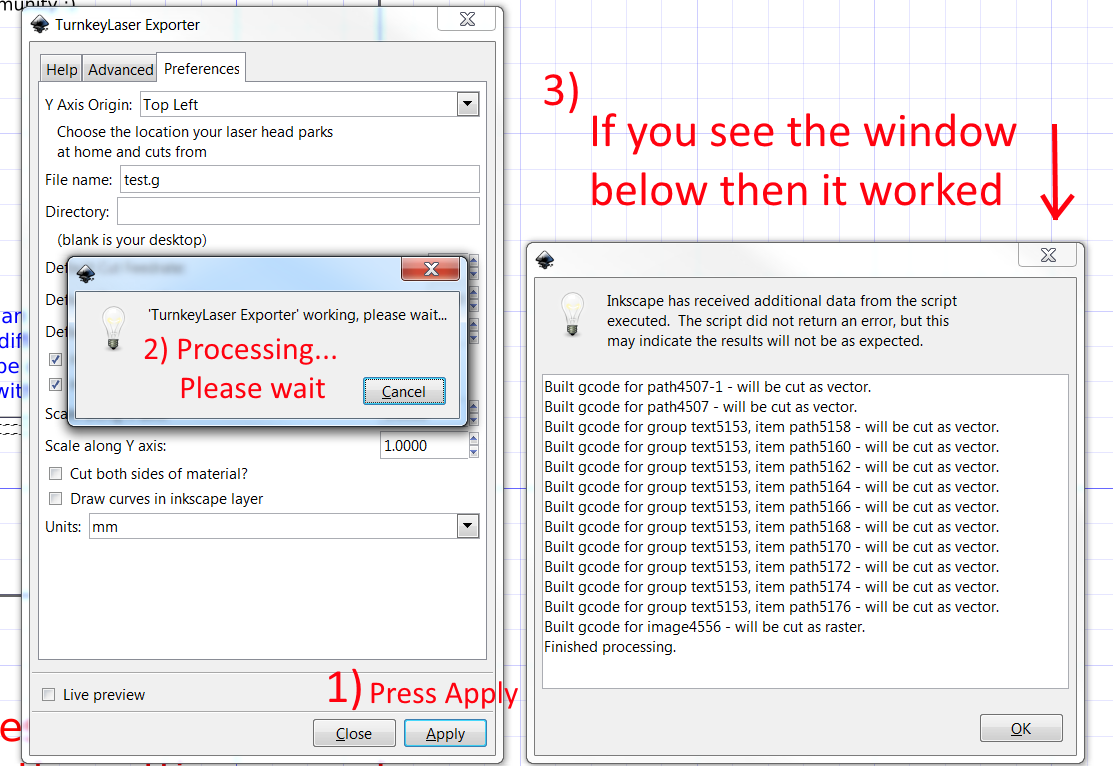 munity :)
TurnkeyLaser Exporter
Help Advanced Preferences
Y Axis Origin: Top Left
Choose the location your laser head parks
at home and cuts from
File name: test.g
Directory:
(blank is your desktop)
'TurnkeyLaser Exporter' working, please wait...
2) Processing...
Please wait
Cancel
Scale along Y axis: 1.0000
Cut both sides of material?
Draw curves in inkscape layer
Units: mm
Live preview
1) Press Apply
Close Apply
3)
If you see the window
below then it worked
Inkscape has received additional data from the script
executed.  The script did not return an error, but this
may indicate the results will not be as expected.
Built gcode for path4507-1 - will be cut as vector.
Built gcode for path4507 - will be cut as vector.
Built gcode for group text5153, item path5158 - will be cut as vector.
Built gcode for group text5153, item path5160 - will be cut as vector.
Built gcode for group text5153, item path5162 - will be cut as vector.
Built gcode for group text5153, item path5164 - will be cut as vector.
Built gcode for group text5153, item path5166 - will be cut as vector.
Built gcode for group text5153, item path5168 - will be cut as vector.
Built gcode for group text5153, item path5170 - will be cut as vector.
Built gcode for group text5153, item path5172 - will be cut as vector.
Built gcode for group text5153, item path5174 - will be cut as vector.
Built gcode for group text5153, item path5176 - will be cut as vector.
Built gcode for image4556 - will be cut as raster.
Finished processing.
OK